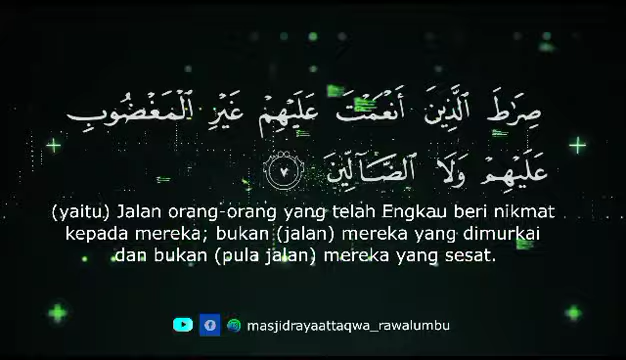 صِرَٰطَ ٱلَّذِينَ أَنْعَمْتَ عَلَيْهِمْ غَيْرِ ٱلْمَغْضُوبِ
عَلَيْهِمْ وَلَا ٱلضَّآلِّينَ ٧
(yaitu) Jalan orang-orang yang telah Engkau beri nikmat
kepada mereka; bukan (jalan) mereka yang dimurkai
dan bukan (pula jalan) mereka yang sesat.
masjidrayaattaqwa_rawalumbu